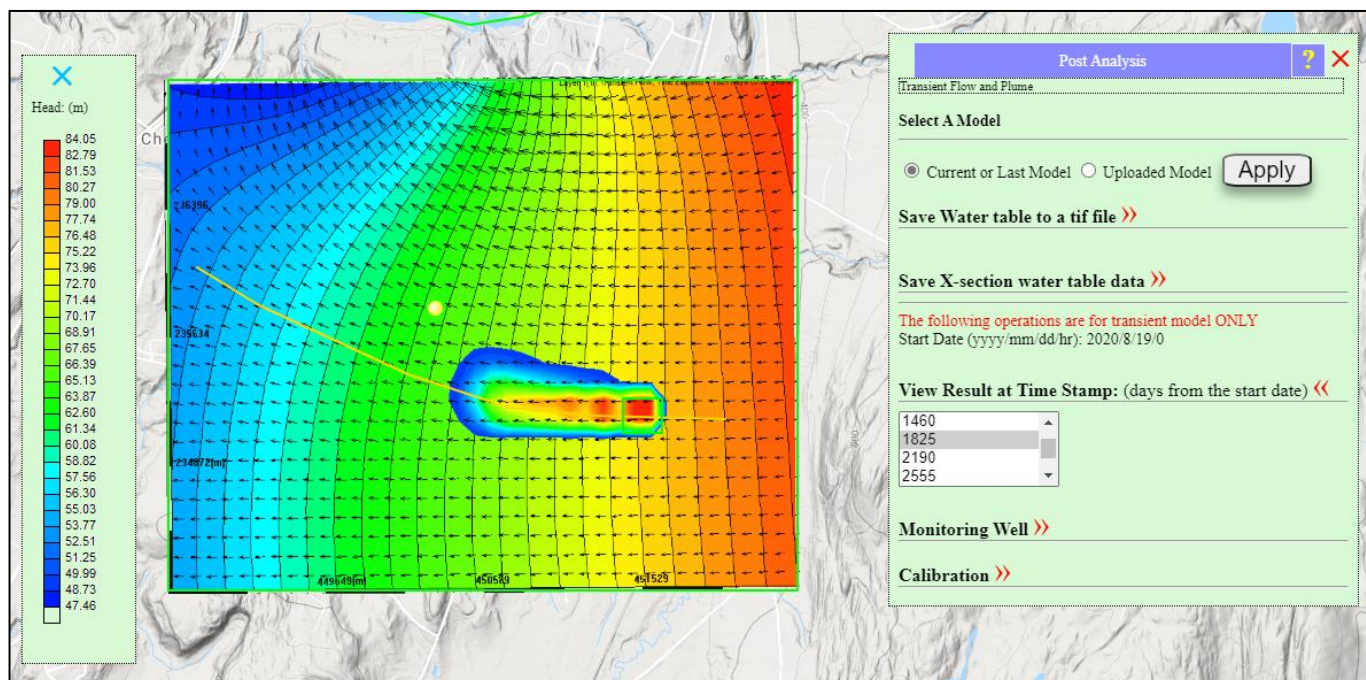 Head: (m)
84.05
82.79
81.53
80.27
79.00
77.74
76.48
75.22
73.96
72.70
71.44
70.17
68.91
67.65
66.39
65.13
63.87
62.60
61.34
60.08
58.82
57.56
56.30
55.03
53.77
52.51
51.25
49.99
48.73
47.46
236396
235634
234872(m)
449649(m)
450589
451529
Post Analysis
?
Transient Flow and Plume
Select A Model
Current or Last Model Uploaded Model Apply
Save Water table to a tif file »
Save X-section water table data »
The following operations are for transient model ONLY
Start Date (yyyy/mm/dd/hr): 2020/8/19/0
View Result at Time Stamp: (days from the start date) «
1460
1825
2190
2555
Monitoring Well »
Calibration »